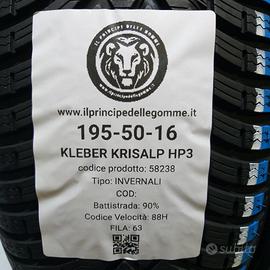 IL PRINCIPE DELLE GOMME
www.ilprincipedellegomme.it
195-50-16
KLEBER KRISALP HP3
codice prodotto: 58238
Tipo: INVERNALI
COD:
Battistrada: 90%
Codice Velocità: 88H
FILA: 63
subito